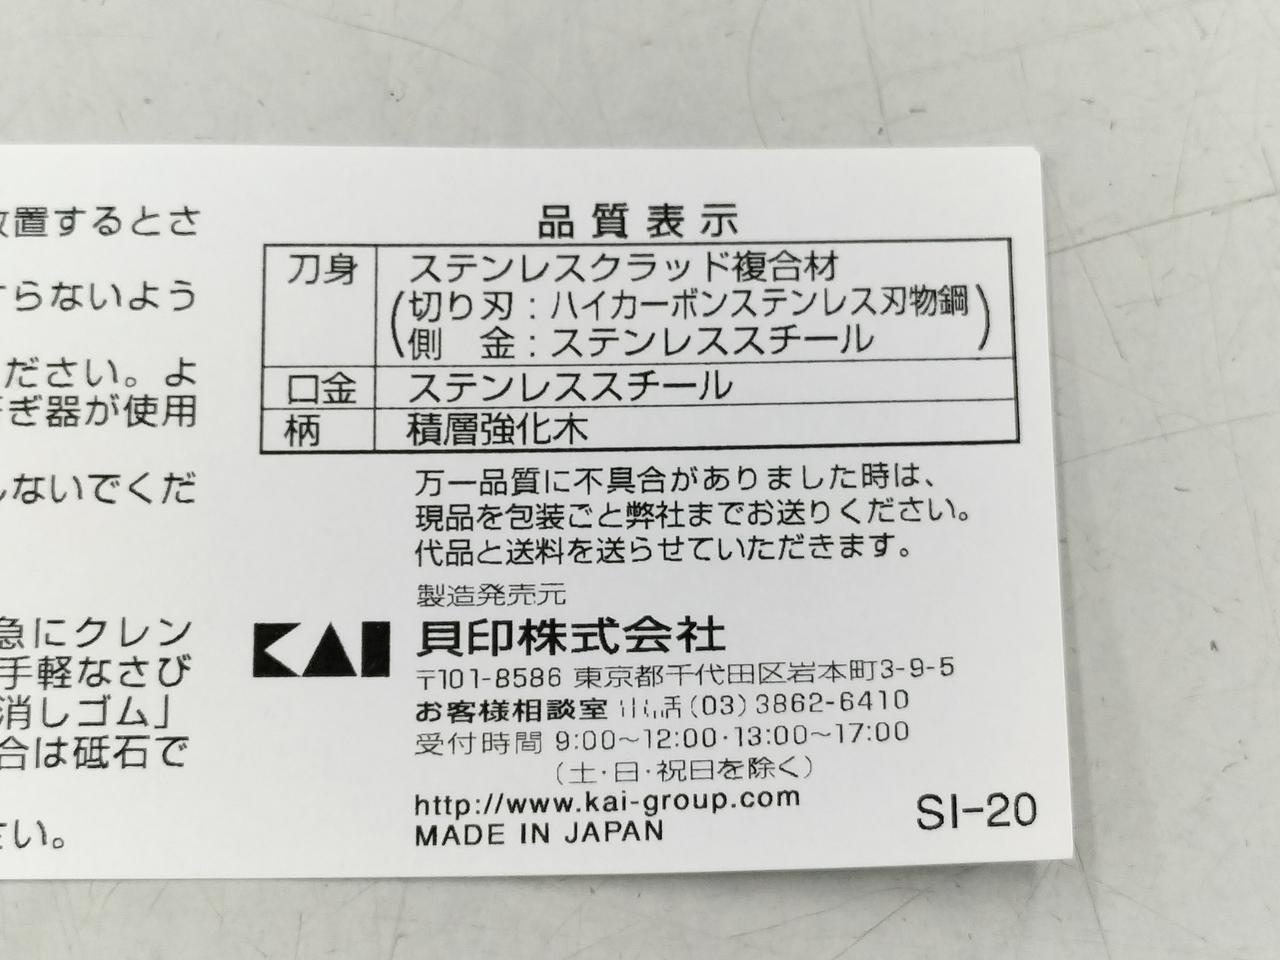 放置するとさ
すらないよう
ださい。よ
ぎ器が使用
しないでくだ
急にクレン
手軽なさび
消しゴム」
合は砥石で
さい。
品質表示
刀身 ステンレスクラッド複合材
(切り刃：ハイカーボンステンレス刃物鋼
側 金：ステンレススチール)
口金 ステンレススチール
柄 積層強化木
万一品質に不具合がありました時は、
現品を包装ごと弊社までお送りください。
代品と送料を送らせていただきます。
製造発売元
KAI 貝印株式会社
〒101-8586 東京都千代田区岩本町3-9-5
お客様相談室 電話(03)3862-6410
受付時間 9:00〜12:00·13:00〜17:00
(土·日·祝日を除く)
http://www.kai-group.com
MADE IN JAPAN
SI-20